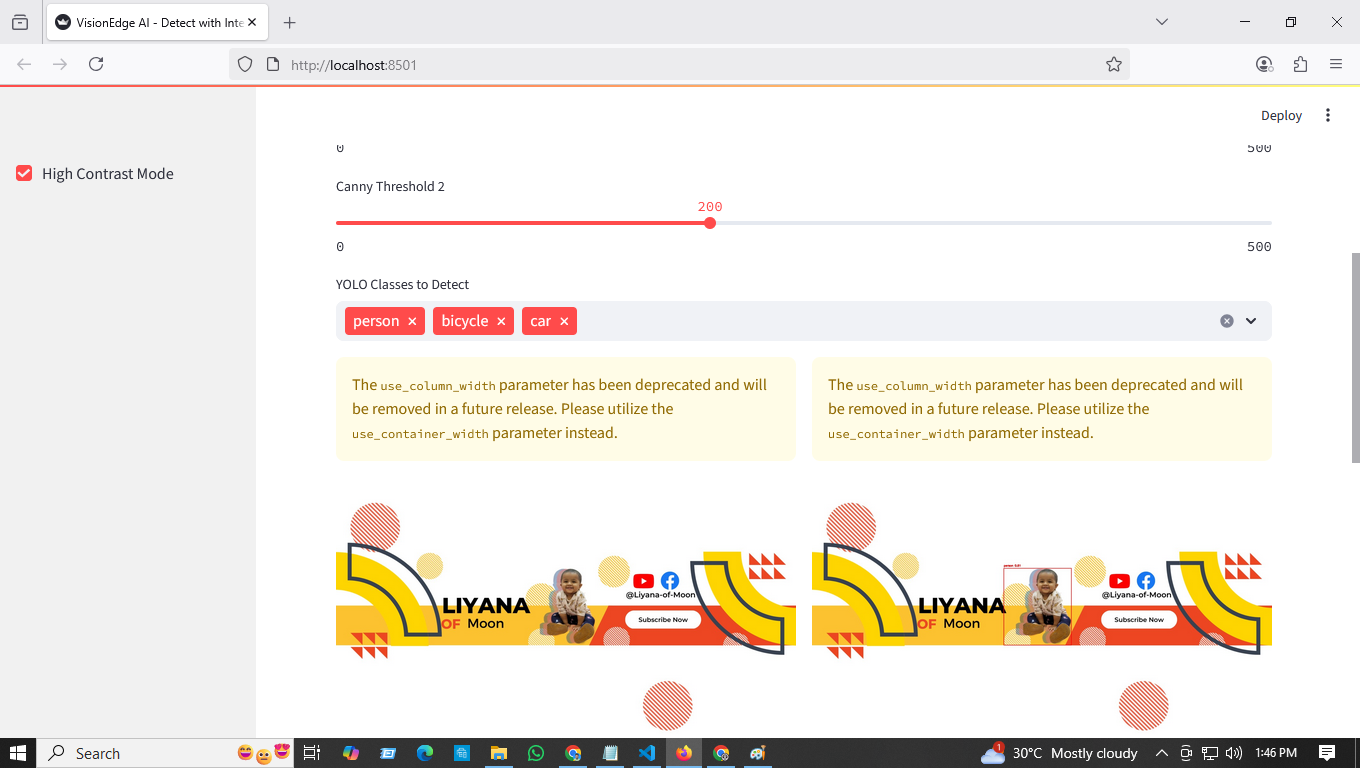 VisionEdge AI - Detect with Inte
http://localhost:8501
Deploy
High Contrast Mode
0
500
Canny Threshold 2
200
0
500
YOLO Classes to Detect
person
bicycle
car
The use_column_width parameter has been deprecated and will
be removed in a future release. Please utilize the
use_container_width parameter instead.
The use_column_width parameter has been deprecated and will
be removed in a future release. Please utilize the
use_container_width parameter instead.
LIYANA
OF Moon
@Liyana-of-Moon
Subscribe Now
LIYANA
OF Moon
@Liyana-of-Moon
Subscribe Now
Search
1
30°C Mostly cloudy
1:46 PM